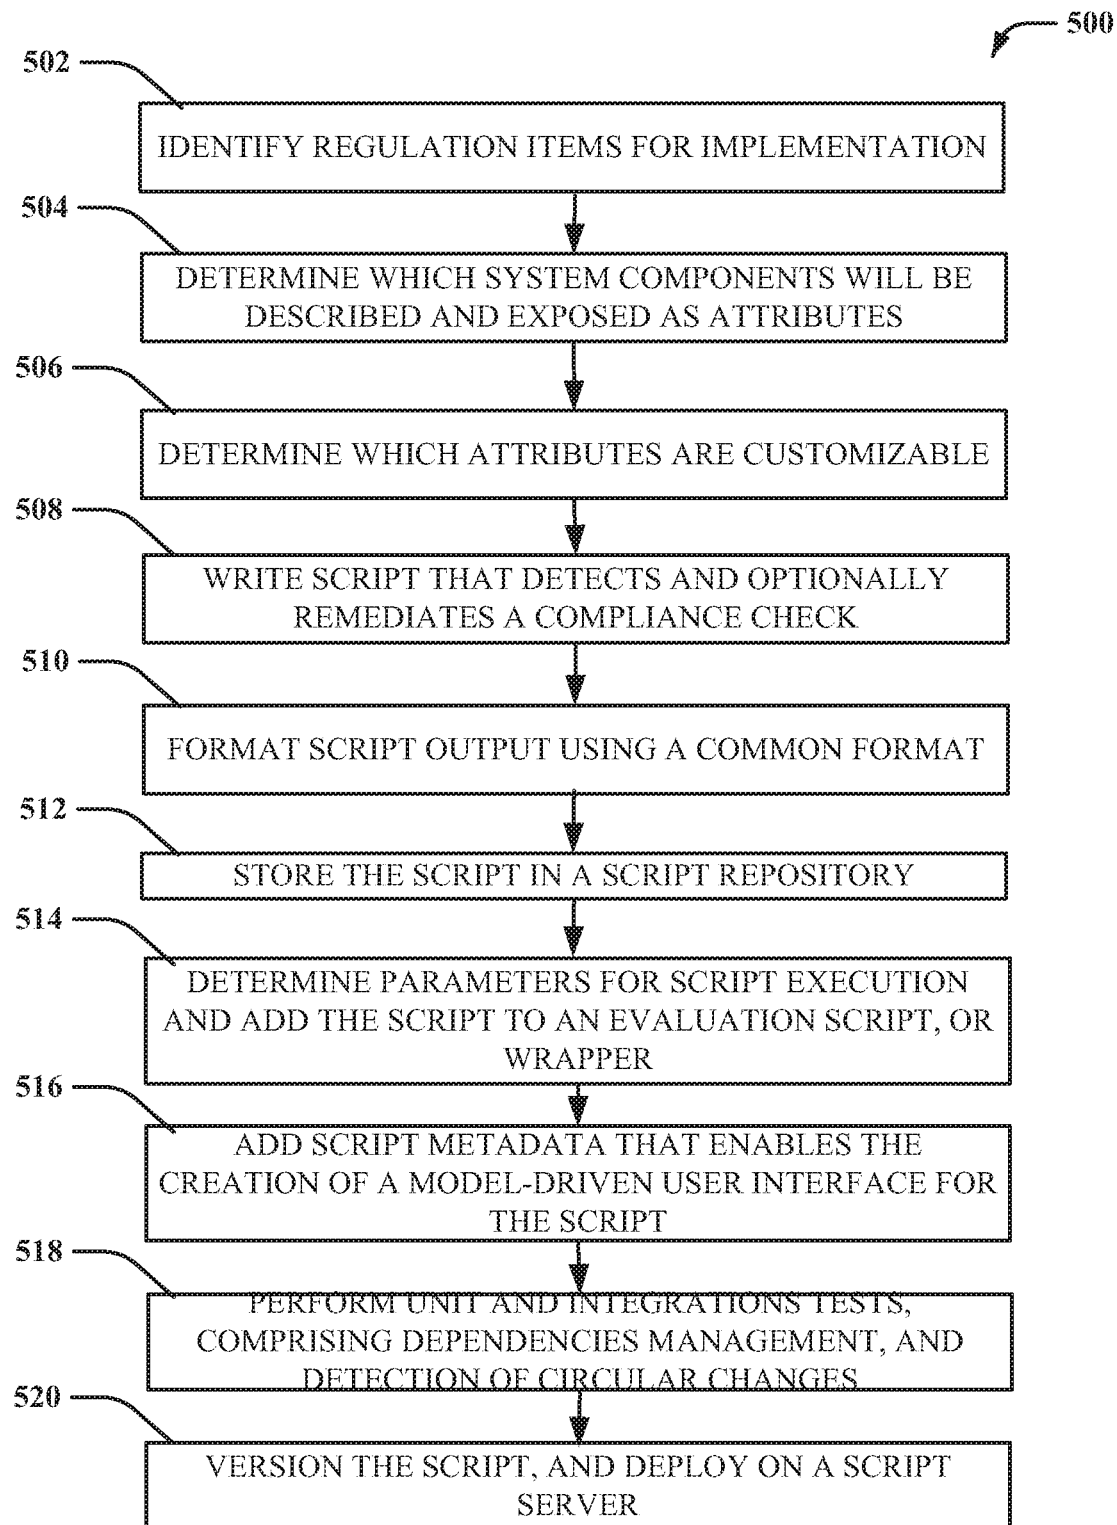 500
502
IDENTIFY REGULATION ITEMS FOR IMPLEMENTATION
504
DETERMINE WHICH SYSTEM COMPONENTS WILL BE
DESCRIBED AND EXPOSED AS ATTRIBUTES
506
DETERMINE WHICH ATTRIBUTES ARE CUSTOMIZABLE
508
WRITE SCRIPT THAT DETECTS AND OPTIONALLY
REMEDIATES A COMPLIANCE CHECK
510
FORMAT SCRIPT OUTPUT USING A COMMON FORMAT
512
STORE THE SCRIPT IN A SCRIPT REPOSITORY
514
DETERMINE PARAMETERS FOR SCRIPT EXECUTION
AND ADD THE SCRIPT TO AN EVALUATION SCRIPT, OR
WRAPPER
516
ADD SCRIPT METADATA THAT ENABLES THE
CREATION OF A MODEL-DRIVEN USER INTERFACE FOR
THE SCRIPT
518
PERFORM UNIT AND INTEGRATIONS TESTS,
COMPRISING DEPENDENCIES MANAGEMENT, AND
DETECTION OF CIRCULAR CHANGES
520
VERSION THE SCRIPT, AND DEPLOY ON A SCRIPT
SERVER